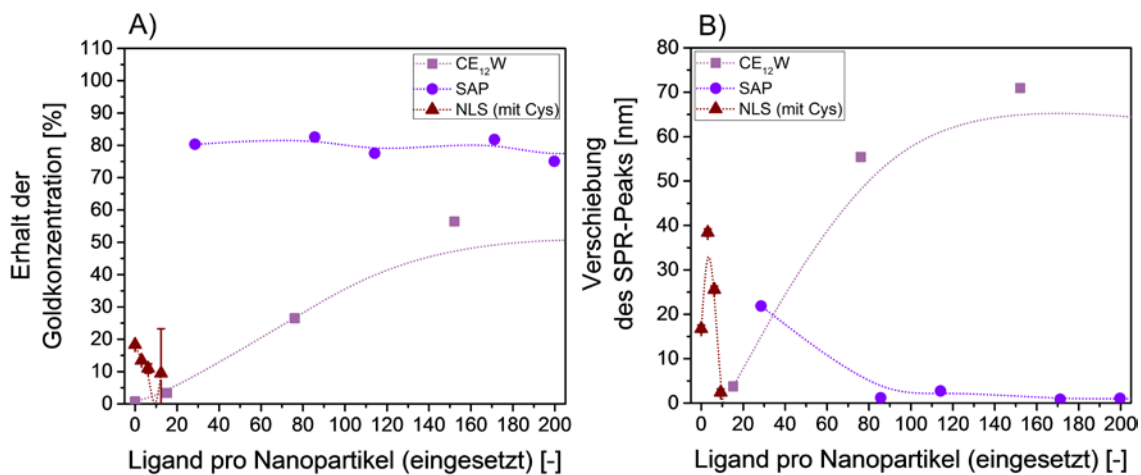 A)
110
100
90
80
70
60
50
40
30
20
10
0
Erhalt der
Goldkonzentration [%]
CE₁₂W
SAP
NLS (mit Cys)
0 20 40 60 80 100 120 140 160 180 200
Ligand pro Nanopartikel (eingesetzt) [-]
B)
80
70
60
50
40
30
20
10
0
Verschiebung
des SPR-Peaks [nm]
CE₁₂W
SAP
NLS (mit Cys)
0 20 40 60 80 100 120 140 160 180 200
Ligand pro Nanopartikel (eingesetzt) [-]